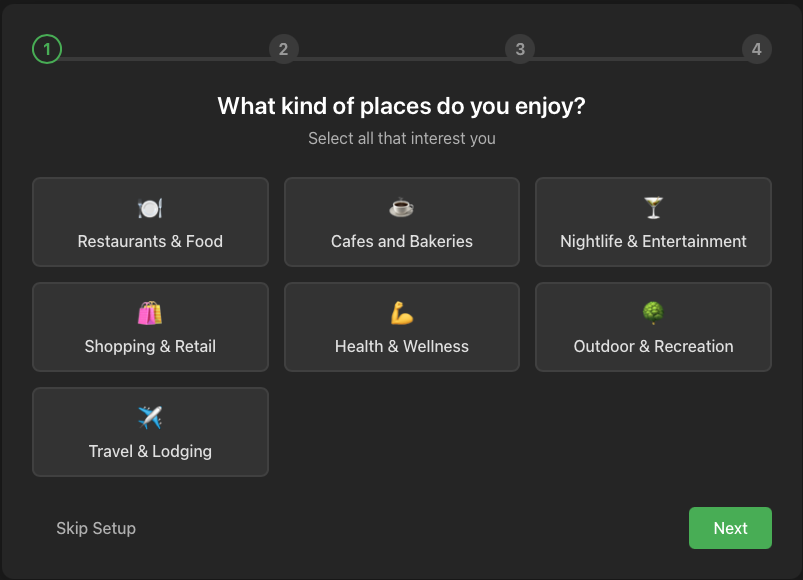 1 2 3 4
What kind of places do you enjoy?
Select all that interest you
Restaurants & Food
Cafes and Bakeries
Nightlife & Entertainment
Shopping & Retail
Health & Wellness
Outdoor & Recreation
Travel & Lodging
Skip Setup
Next